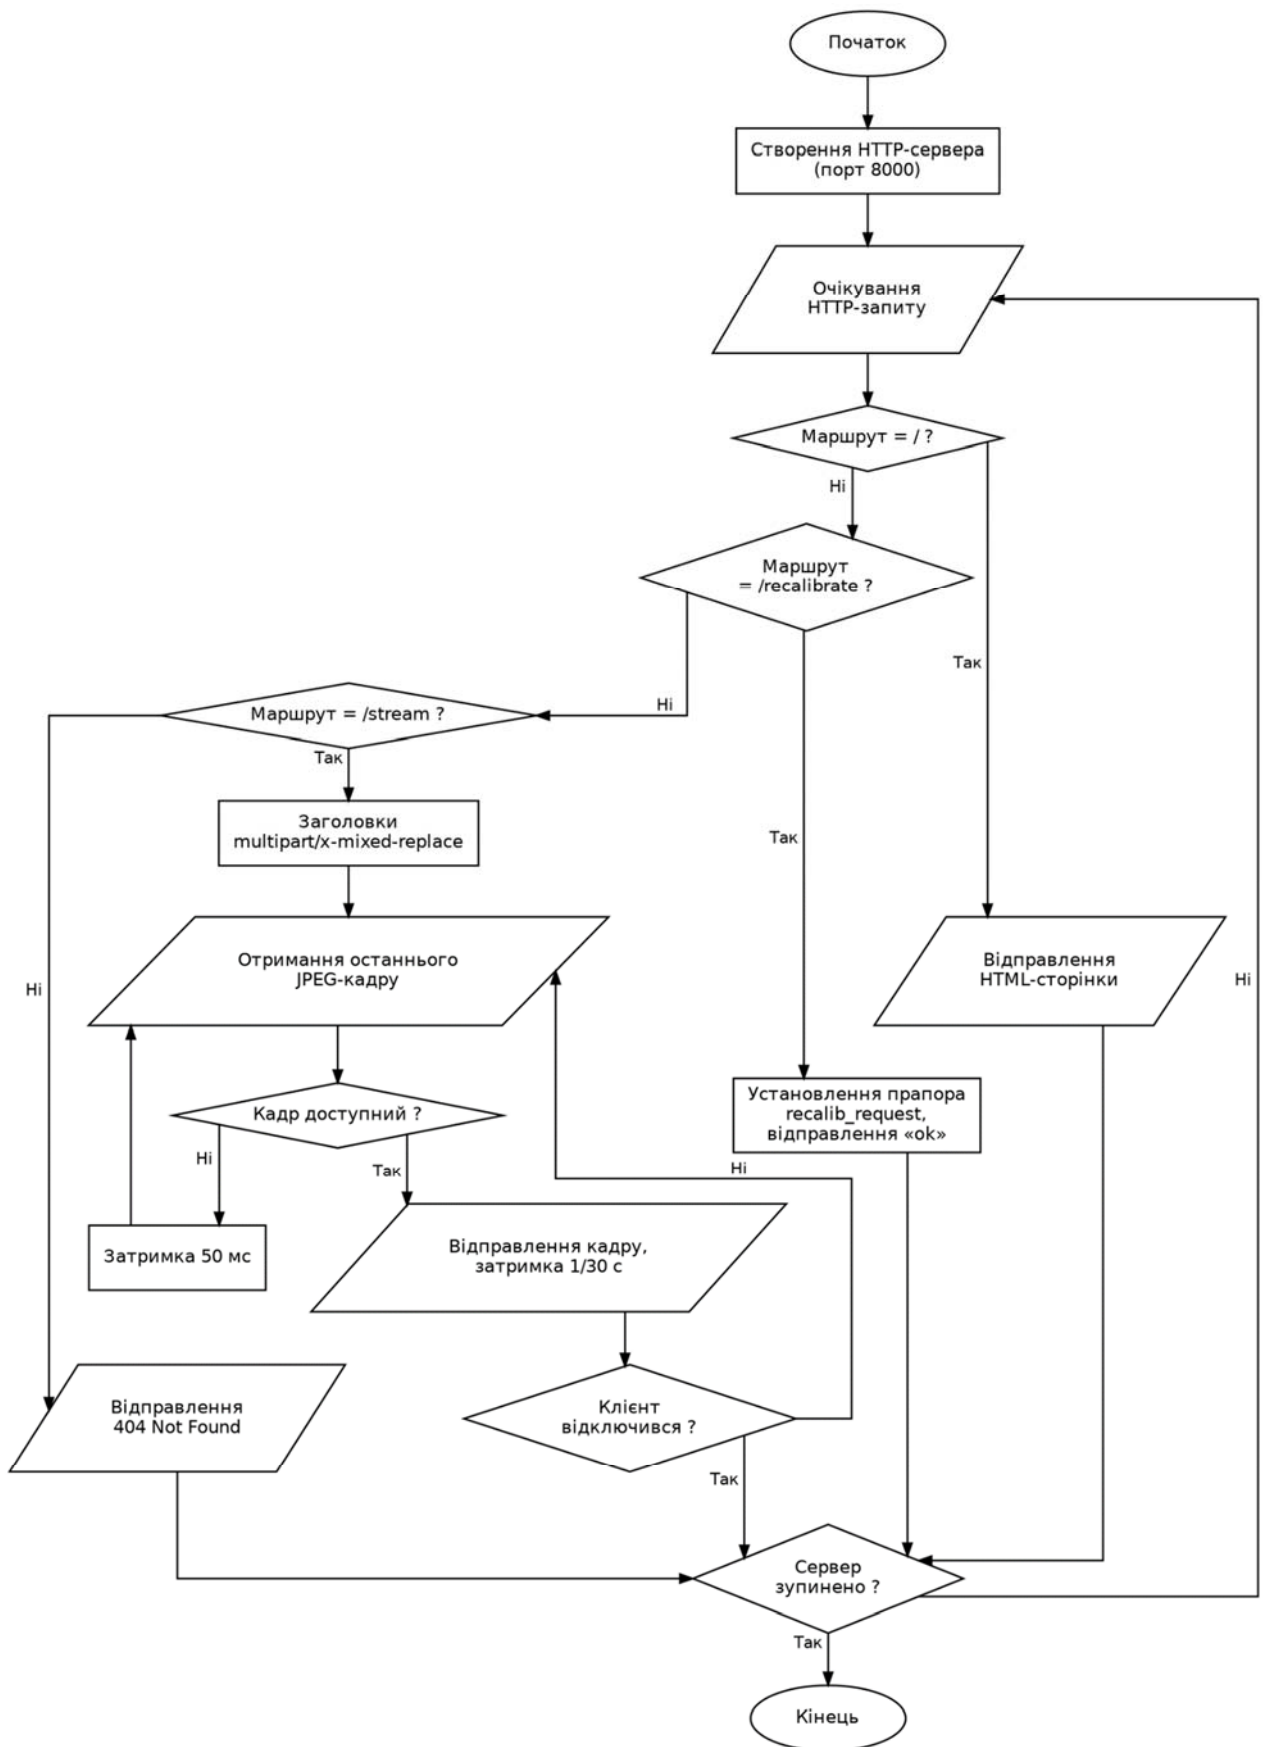 Початок
Створення HTTP-сервера
(порт 8000)
Очікування
HTTP-запиту
Маршрут = / ?
Ні
Маршрут
= /recalibrate ?
Так
Ні
Маршрут = /stream ?
Так
Заголовки
multipart/x-mixed-replace
Так
Отримання останнього
JPEG-кадру
Відправлення
HTML-сторінки
Ні
Ні
Кадр доступний ?
Установлення прапора
recalib_request,
відправлення «ok»
Ні
Так
Ні
Затримка 50 мс
Відправлення кадру,
затримка 1/30 с
Відправлення
404 Not Found
Клієнт
відключився ?
Так
Сервер
зупинено ?
Так
Кінець